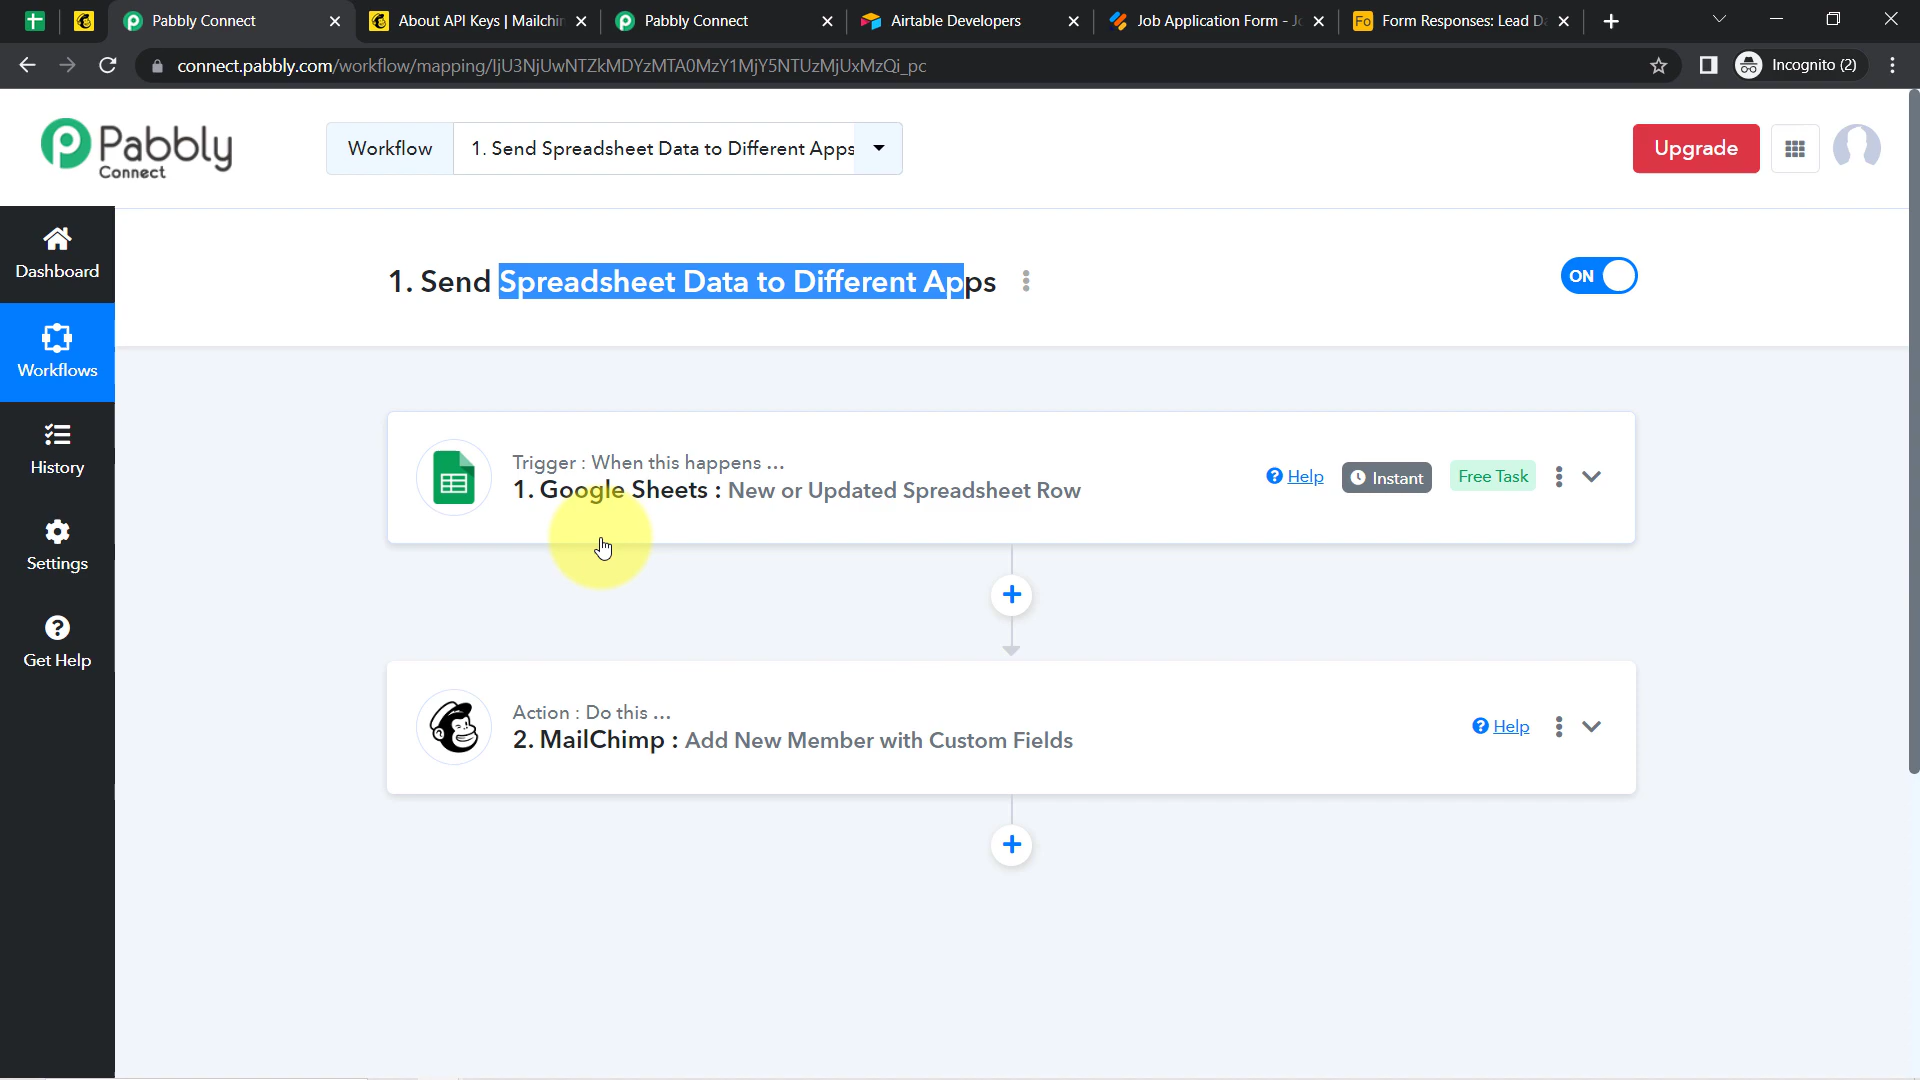 Pabbly Connect
About API Keys | Mailchim
Pabbly Connect
Airtable Developers
Job Application Form - Jo
Fo
Form Responses: Lead Da
connect.pabbly.com/workflow/mapping/IjU3NjUwNTZkMDYzMTA0MzY1MjY5NTUzMjUxMzQi_pc
Incognito (2)
Pabbly
Connect
Workflow
1. Send Spreadsheet Data to Different Apps
Upgrade
Dashboard
Workflows
History
Settings
Get Help
1. Send Spreadsheet Data to Different Apps
ON
Trigger : When this happens ...
1. Google Sheets : New or Updated Spreadsheet Row
Help
Instant
Free Task
Action : Do this ...
2. MailChimp : Add New Member with Custom Fields
Help